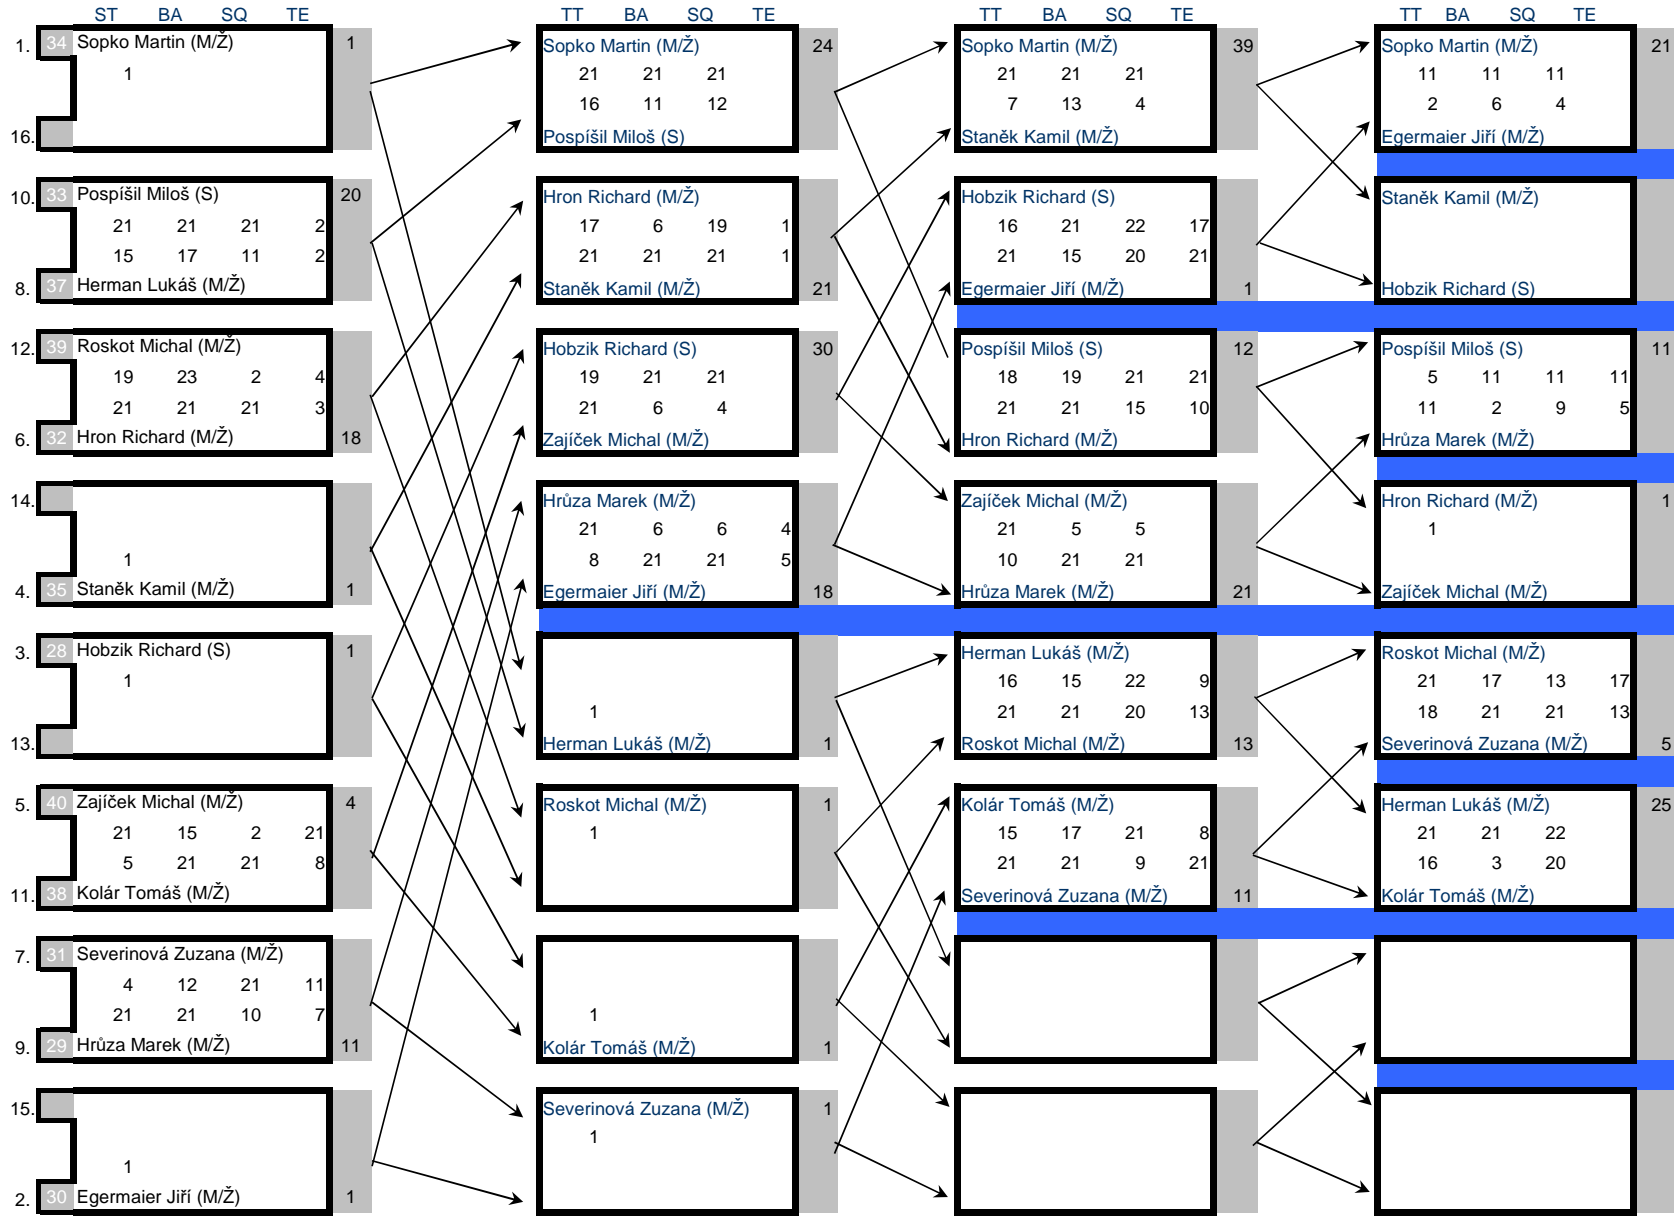 ST BA SQ TE
1. 34 Sopko Martin (M/Ž) 1
1
16.
10. 33 Pospíšil Miloš (S) 20
21 21 21 2
15 17 11 2
8. 37 Herman Lukáš (M/Ž)
12. 39 Roskot Michal (M/Ž)
19 23 2 4
21 21 21 3
6. 32 Hron Richard (M/Ž) 18
14.
1
4. 35 Staněk Kamil (M/Ž) 1
3. 28 Hobzik Richard (S) 1
1
13.
5. 40 Zajíček Michal (M/Ž) 4
21 15 2 21
5 21 21 8
11. 38 Kolár Tomáš (M/Ž)
7. 31 Severinová Zuzana (M/Ž)
4 12 21 11
21 21 10 7
9. 29 Hrůza Marek (M/Ž) 11
15.
1
2. 30 Egermaier Jiří (M/Ž) 1
TT BA SQ TE
Sopko Martin (M/Ž) 24
21 21 21
16 11 12
Pospíšil Miloš (S)
Hron Richard (M/Ž)
17 6 19 1
21 21 21 1
Staněk Kamil (M/Ž) 21
Hobzik Richard (S) 30
19 21 21
21 6 4
Zajíček Michal (M/Ž)
Hrůza Marek (M/Ž)
21 6 6 4
8 21 21 5
Egermaier Jiří (M/Ž) 18
1
Herman Lukáš (M/Ž) 1
Roskot Michal (M/Ž) 1
1
1
Kolár Tomáš (M/Ž) 1
Severinová Zuzana (M/Ž) 1
1
TT BA SQ TE
Sopko Martin (M/Ž) 39
21 21 21
7 13 4
Staněk Kamil (M/Ž)
Hobzik Richard (S)
16 21 22 17
21 15 20 21
Egermaier Jiří (M/Ž) 1
Pospíšil Miloš (S) 12
18 19 21 21
21 21 15 10
Hron Richard (M/Ž)
Zajíček Michal (M/Ž)
21 5 5
10 21 21
Hrůza Marek (M/Ž) 21
Herman Lukáš (M/Ž)
16 15 22 9
21 21 20 13
Roskot Michal (M/Ž) 13
Kolár Tomáš (M/Ž)
15 17 21 8
21 21 9 21
Severinová Zuzana (M/Ž) 11
TT BA SQ TE
Sopko Martin (M/Ž) 21
11 11 11
2 6 4
Egermaier Jiří (M/Ž)
Staněk Kamil (M/Ž)
Hobzik Richard (S)
Pospíšil Miloš (S) 11
5 11 11 11
11 2 9 5
Hrůza Marek (M/Ž)
Hron Richard (M/Ž) 1
1
Zajíček Michal (M/Ž)
Roskot Michal (M/Ž)
21 17 13 17
18 21 21 13
Severinová Zuzana (M/Ž) 5
Herman Lukáš (M/Ž) 25
21 21 22
16 3 20
Kolár Tomáš (M/Ž)